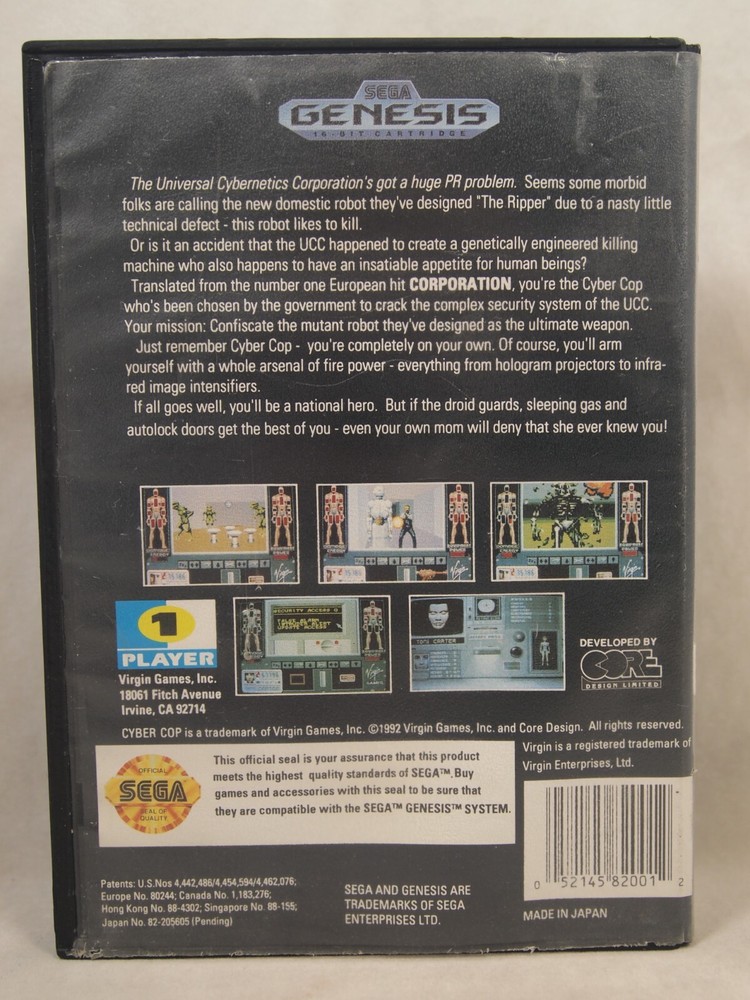 SEGA
GENESIS
16-BIT CARTRIDGE
The Universal Cybernetics Corporation's got a huge PR problem. Seems some morbid
folks are calling the new domestic robot they've designed "The Ripper" due to a nasty little
technical defect - this robot likes to kill.
Or is it an accident that the UCC happened to create a genetically engineered killing
machine who also happens to have an insatiable appetite for human beings?
Translated from the number one European hit CORPORATION, you're the Cyber Cop
who's been chosen by the government to crack the complex security system of the UCC.
Your mission: Confiscate the mutant robot they've designed as the ultimate weapon.
Just remember Cyber Cop - you're completely on your own. Of course, you'll arm
yourself with a whole arsenal of fire power - everything from hologram projectors to infra-
red image intensifiers.
If all goes well, you'll be a national hero. But if the droid guards, sleeping gas and
autolock doors get the best of you - even your own mom will deny that she ever knew you!
Virgin
Virgin
Virgin
SECURITY ACCESS
Virgin
CARTER
1
PLAYER
DEVELOPED BY
CORE
DESIGN LIMITED
Virgin Games, Inc.
18061 Fitch Avenue
Irvine, CA 92714
CYBER COP is a trademark of Virgin Games, Inc. ©1992 Virgin Games, Inc. and Core Design. All rights reserved.
Virgin is a registered trademark of
Virgin Enterprises, Ltd.
OFFICIAL
SEGA
SEAL OF
QUALITY
This official seal is your assurance that this product
meets the highest quality standards of SEGA™. Buy
games and accessories with this seal to be sure that
they are compatible with the SEGA™ GENESIS™ SYSTEM.
0 52145 82001 2
Patents: U.S.Nos 4,442,486/4,454,594/4,462,076;
Europe No. 80244; Canada No. 1,183,276;
Hong Kong No. 88-4302; Singapore No. 88-155;
Japan No. 82-205605 (Pending)
SEGA AND GENESIS ARE
TRADEMARKS OF SEGA
ENTERPRISES LTD.
MADE IN JAPAN